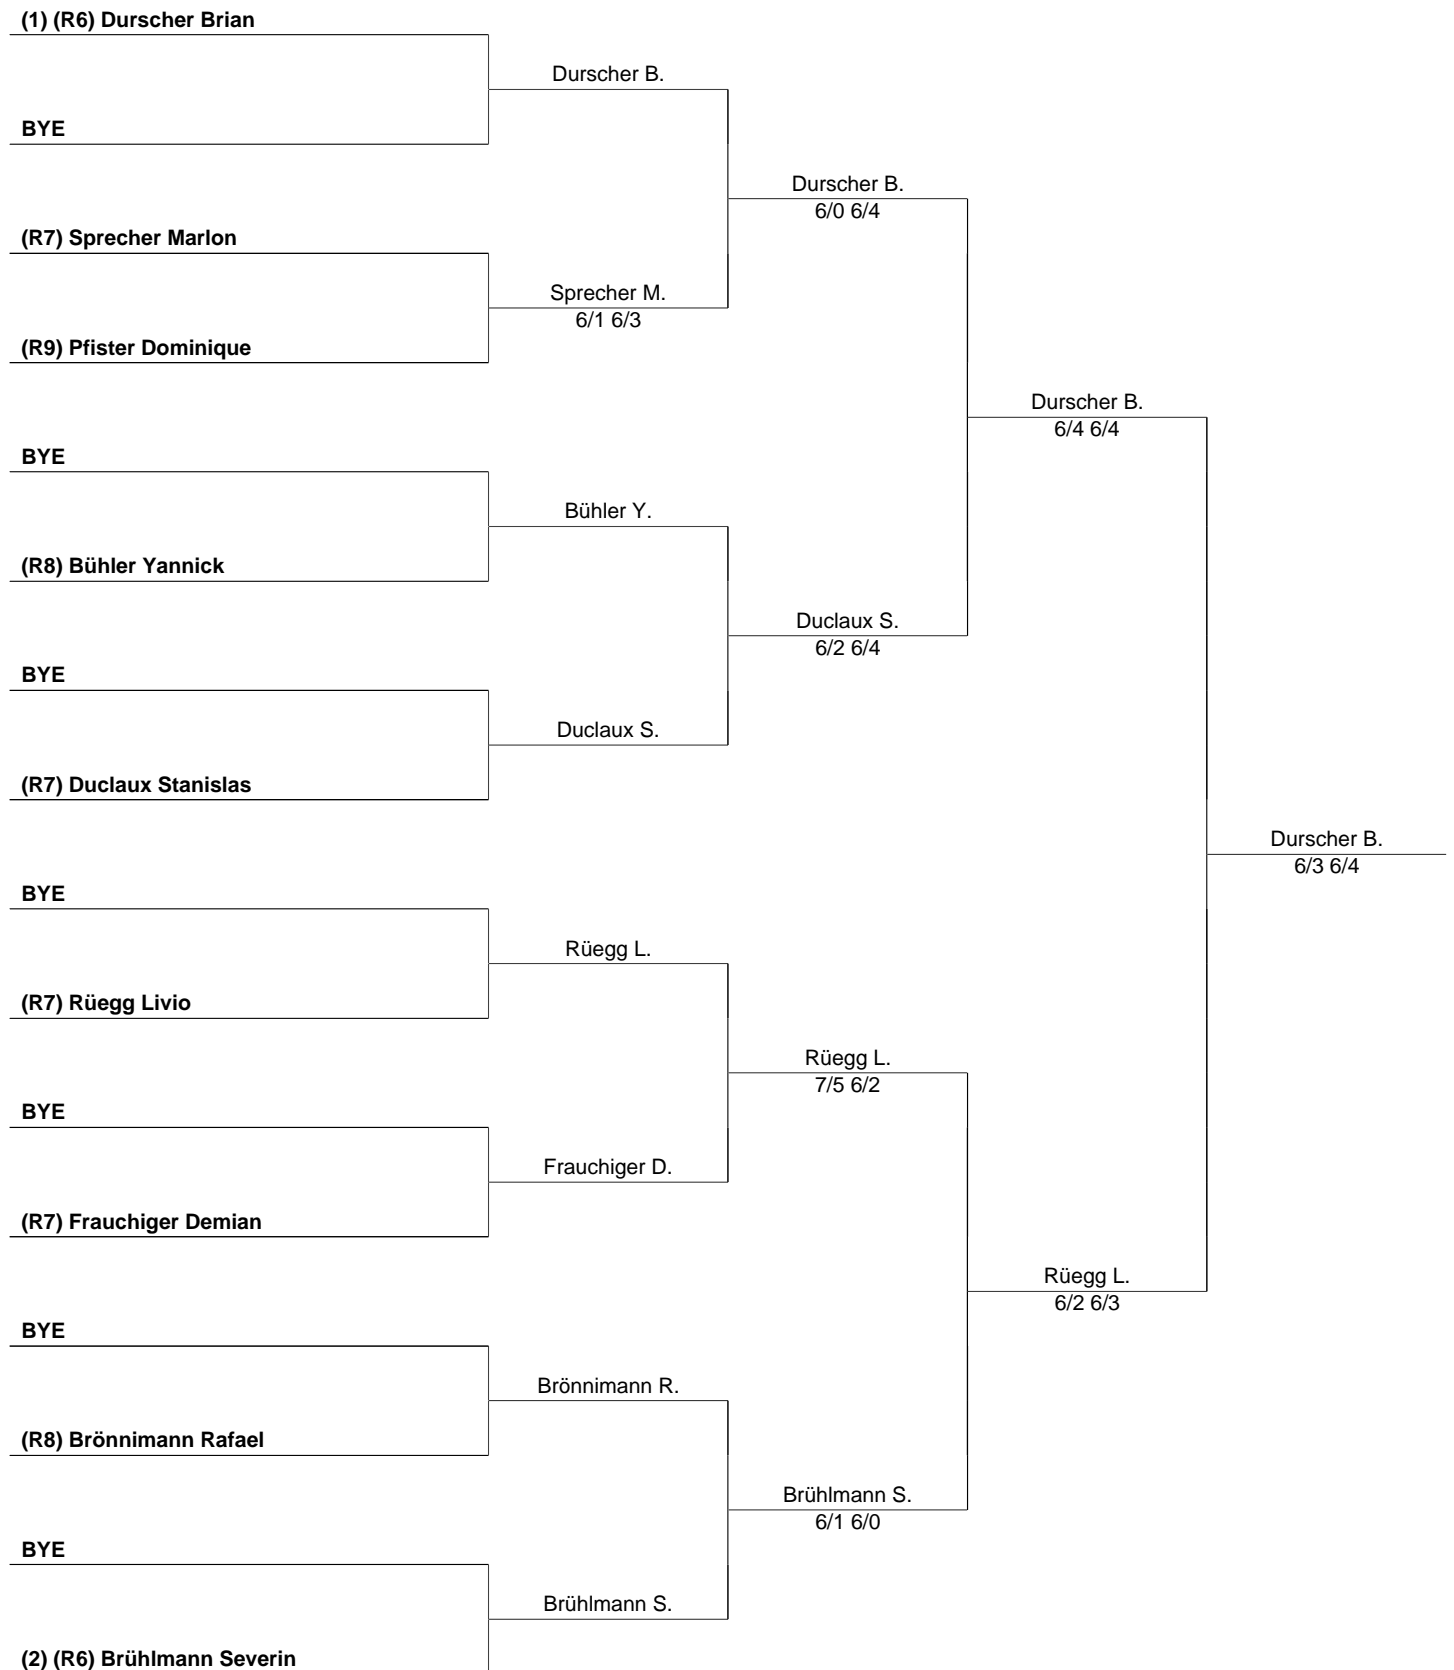 (1) (R6) Durscher Brian
Durscher B.
BYE
Durscher B.
6/0 6/4
(R7) Sprecher Marlon
Sprecher M.
6/1 6/3
(R9) Pfister Dominique
Durscher B.
6/4 6/4
BYE
Bühler Y.
(R8) Bühler Yannick
Duclaux S.
6/2 6/4
BYE
Duclaux S.
(R7) Duclaux Stanislas
Durscher B.
6/3 6/4
BYE
Rüegg L.
(R7) Rüegg Livio
Rüegg L.
7/5 6/2
BYE
Frauchiger D.
(R7) Frauchiger Demian
Rüegg L.
6/2 6/3
BYE
Brönnimann R.
(R8) Brönnimann Rafael
Brühlmann S.
6/1 6/0
BYE
Brühlmann S.
(2) (R6) Brühlmann Severin